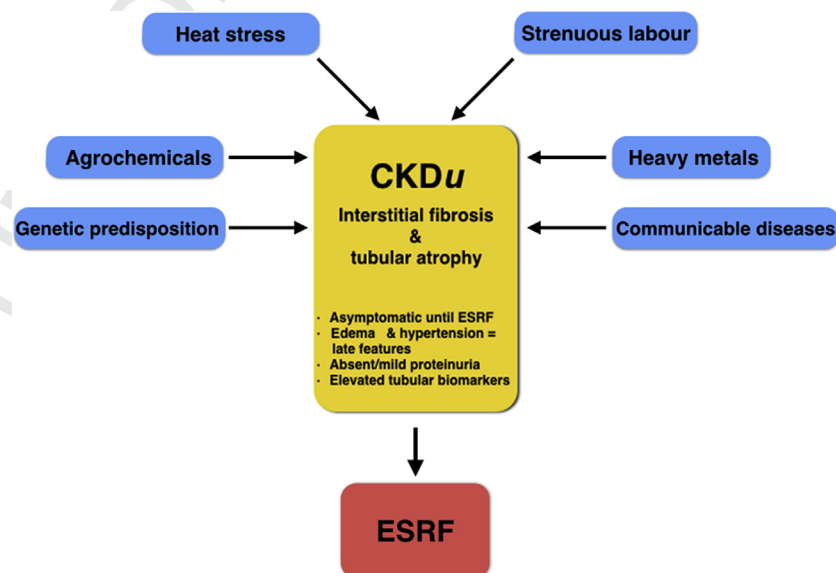 Heat stress
Strenuous labour
Agrochemicals
Heavy metals
Genetic predisposition
Communicable diseases
CKDu
Interstitial fibrosis
&
tubular atrophy
· Asymptomatic until ESRF
· Edema & hypertension =
late features
· Absent/mild proteinuria
· Elevated tubular biomarkers
ESRF